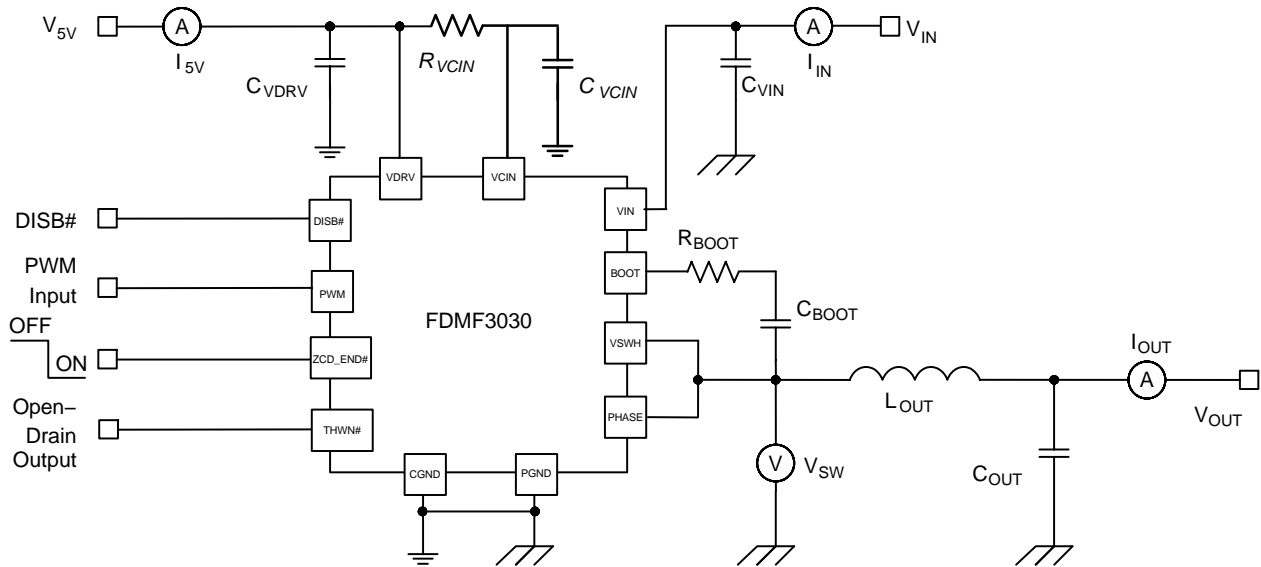 V5V
A
I5V
RVCIN
CVDRV
CVCIN
A
IIN
VIN
CVIN
VDRV
VCIN
VIN
DISB#
DISB#
RBOOT
PWM
Input
PWM
BOOT
CBOOT
FDMF3030
OFF
ON
ZCD_END#
VSWH
IOUT
A
LOUT
VOUT
Open–
Drain
Output
THWN#
PHASE
V
VSW
COUT
CGND
PGND